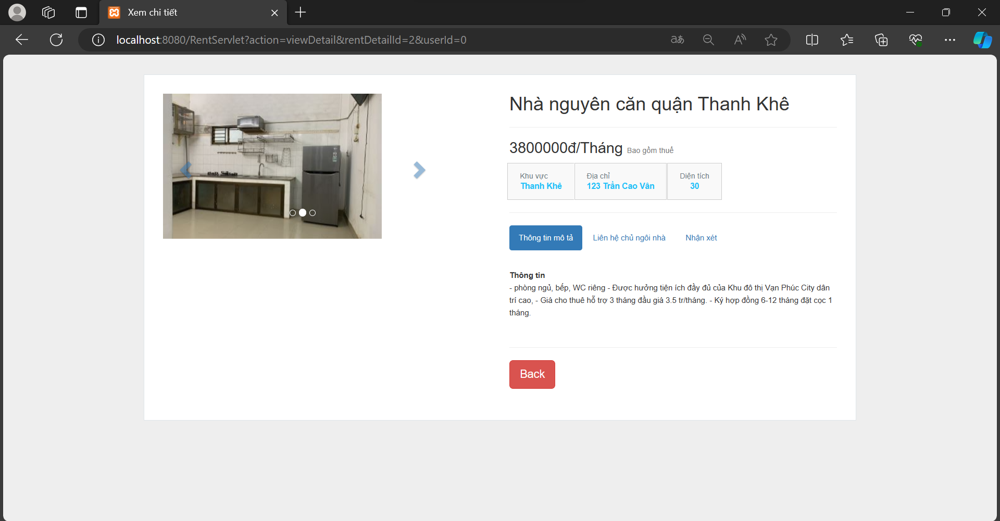 Xem chi tiết
localhost:8080/RentServlet?action=viewDetail&rentDetailId=2&userId=0
Nhà nguyên căn quận Thanh Khê
3800000đ/Tháng Bao gồm thuế
Khu vực
Thanh Khê
Địa chỉ
123 Trần Cao Vân
Diện tích
30
Thông tin mô tả
Liên hệ chủ ngôi nhà
Nhận xét
Thông tin
- phòng ngủ, bếp, WC riêng - Được hưởng tiện ích đầy đủ của Khu đô thị Vạn Phúc City dân
trí cao, - Giá cho thuê hỗ trợ 3 tháng đầu giá 3.5 tr/tháng. - Ký hợp đồng 6-12 tháng đặt cọc 1
tháng.
Back